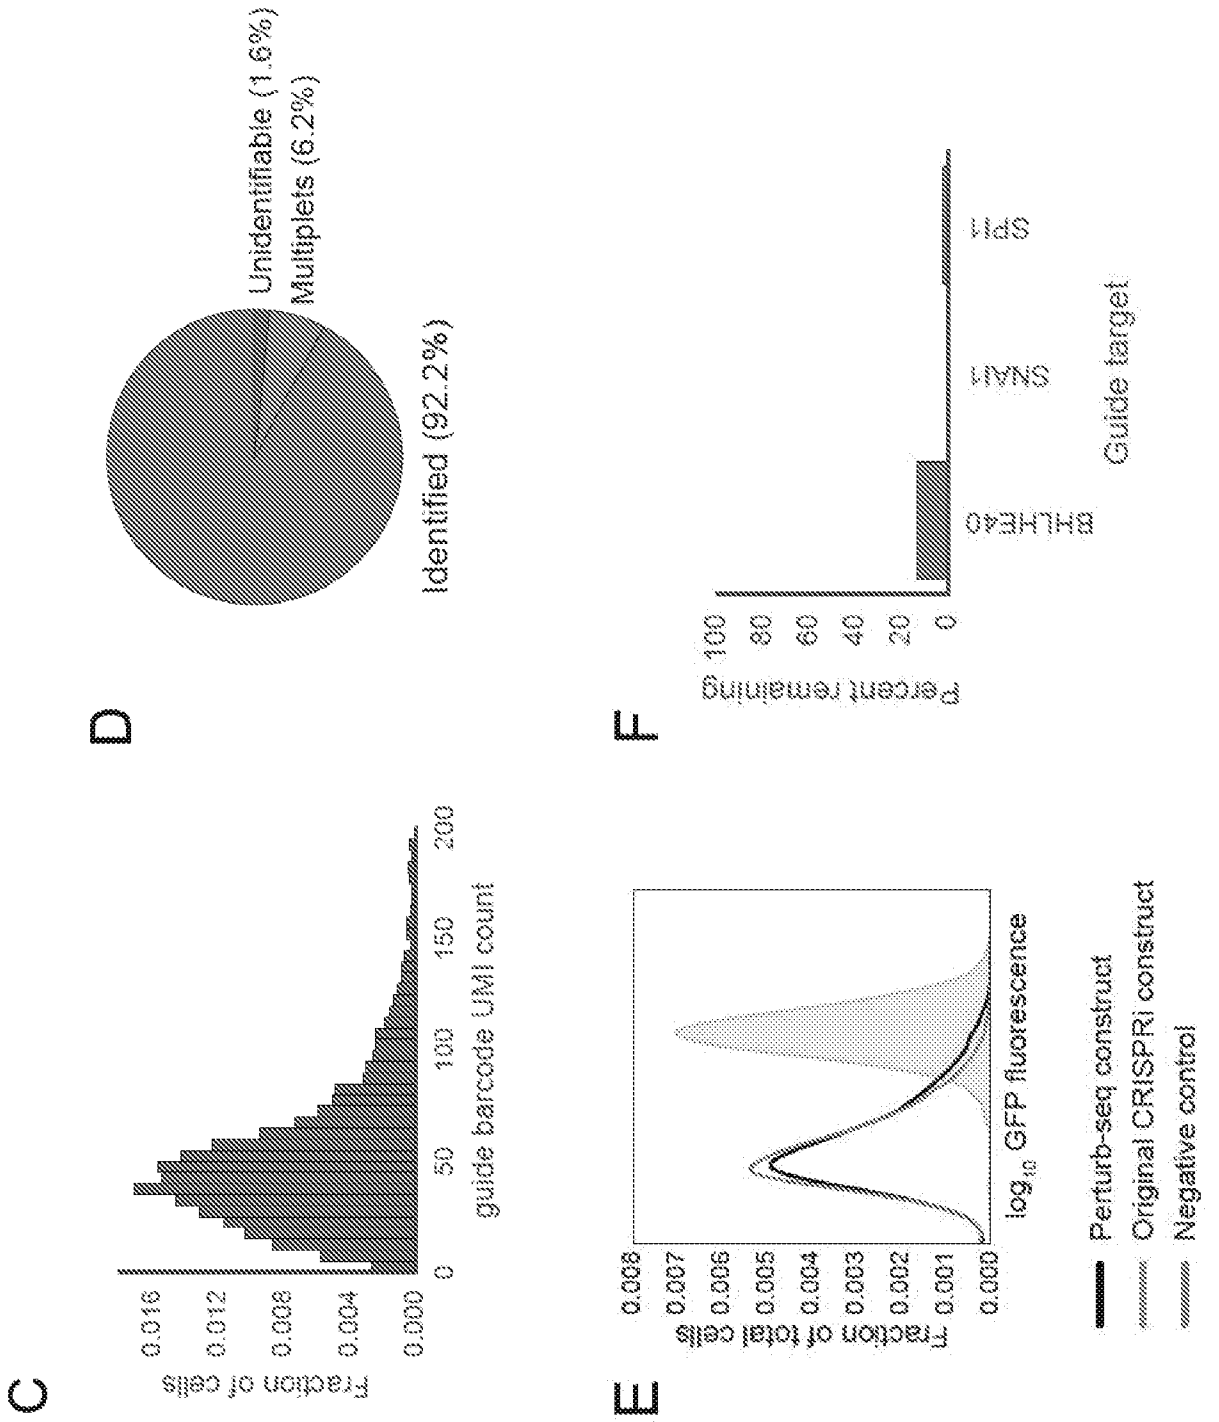 C
Fraction of cells
0.016
0.012
0.008
0.004
0.000
0
50
100
150
200
guide barcode UMI count
D
Unidentifiable (1.6%)
Multiplets (6.2%)
Identified (92.2%)
E
Fraction of total cells
0.008
0.007
0.006
0.005
0.004
0.003
0.002
0.001
0.000
log10 GFP fluorescence
Perturb-seq construct
Original CRISPRi construct
Negative control
F
Percent remaining
100
80
60
40
20
0
BHLHE40
SNAI1
SPI1
Guide target